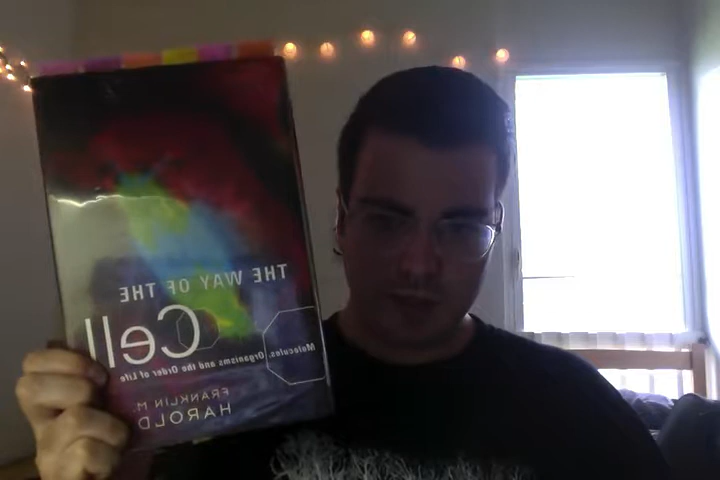 THE WAY OF THE
Cell
Molecules, Organisms and the Order of Life
FRANKLIN M.
HAROLD